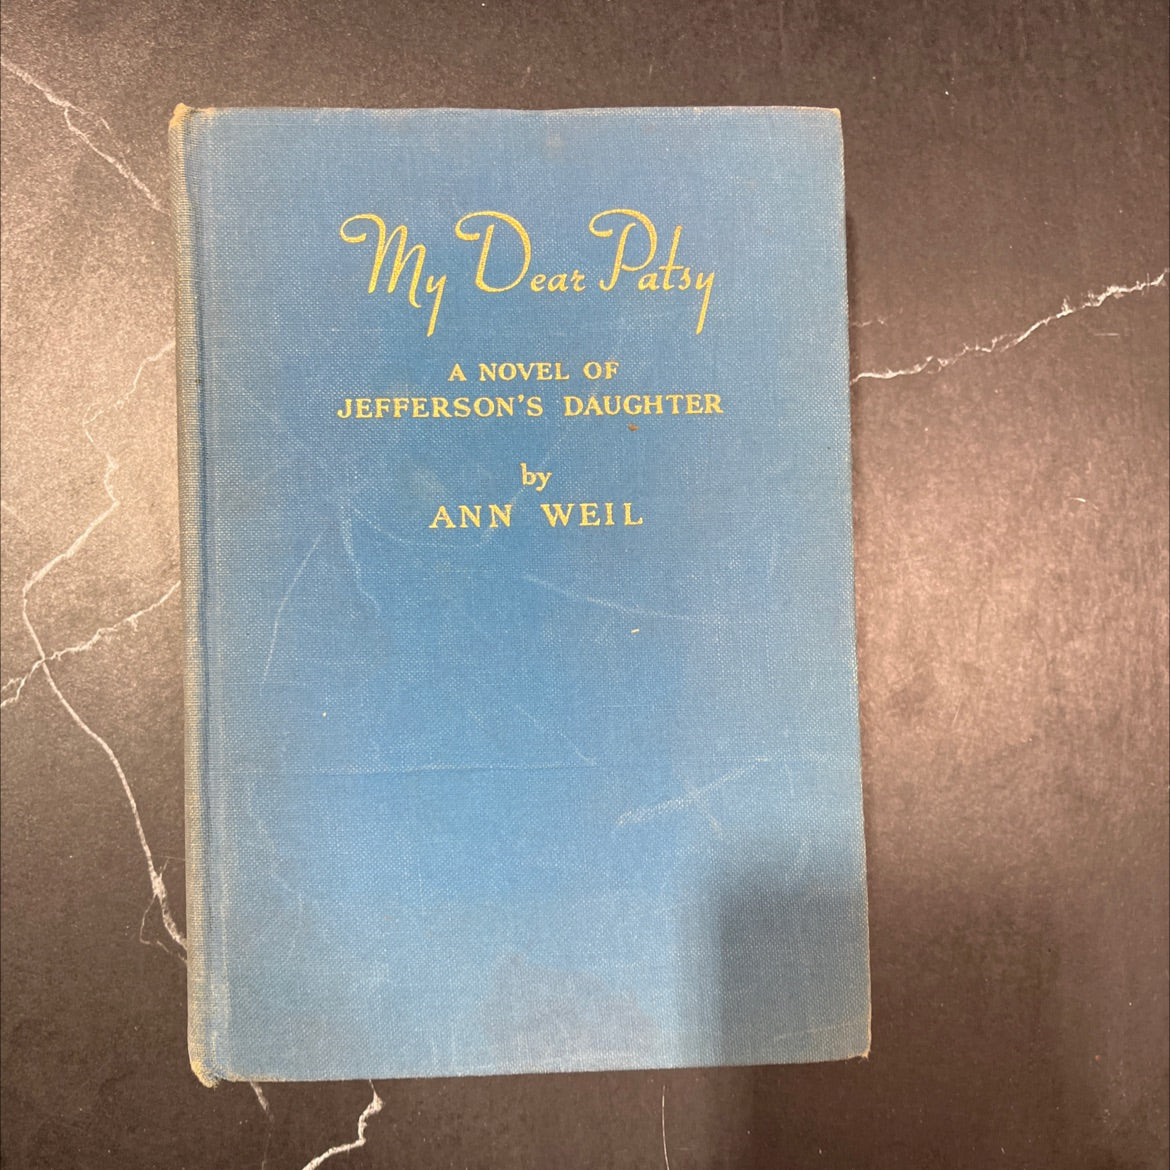 My Dear Patsy
A NOVEL OF
JEFFERSON'S DAUGHTER
by
ANN WEIL